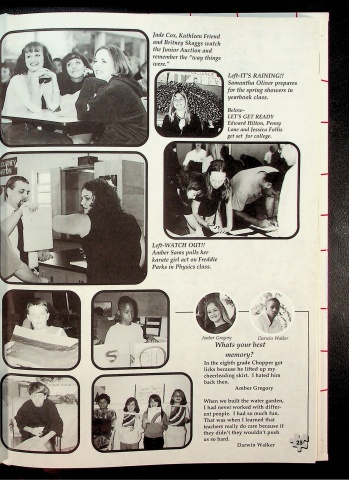 Jade Cox, Kathleen Friend
and Britney Skaggs watch
the Junior Auction and
remember the "way things
were."
Left-IT'S RAINING!!
Samantha Oliver prepares
for the spring showers in
yearbook class.
Below-
LET'S GET READY
Edward Hilton, Penny
Lane and Jessica Follis
get set for college.
Left-WATCH OUT!!
Amber Sams pulls her
karate girl act on Freddie
Parks in Physics class.
Amber Gregory
Darwin Walker
Whats your best
memory?
In the eighth grade Chopper got
licks because he lifted up my
cheerleading skirt. I hated him
back then.
Amber Gregory
When we built the water garden,
I had never worked with differ-
ent people. I had so much fun.
That was when I learned that
teachers really do care because if
they didn't they wouldn't push
us so hard.
Darwin Walker